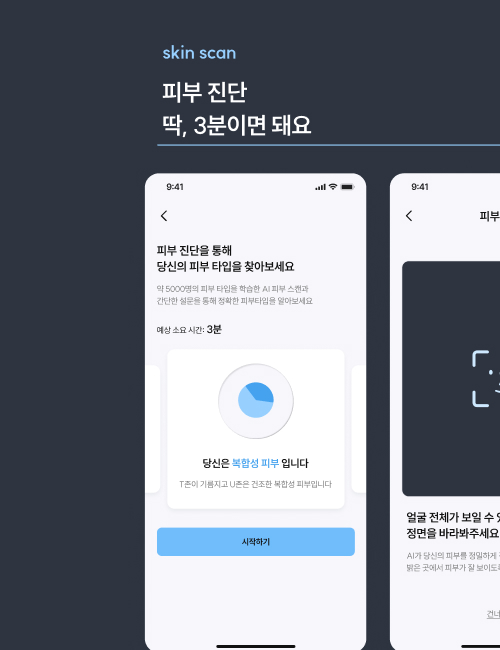 skin scan
피부 진단
딱, 3분이면 돼요
9:41
피부 진단을 통해
당신의 피부 타입을 찾아보세요
약 5000명의 피부 타입을 학습한 AI 피부 스캔과
간단한 설문을 통해 정확한 피부타입을 알아보세요
예상 소요 시간: 3분
당신은 복합성 피부 입니다
T존이 기름지고 U존은 건조한 복합성 피부입니다
시작하기
9:41
피부
얼굴 전체가 보일 수
정면을 바라봐주세요
AI가 당신의 피부를 정밀하게
밝은 곳에서 피부가 잘 보이도록